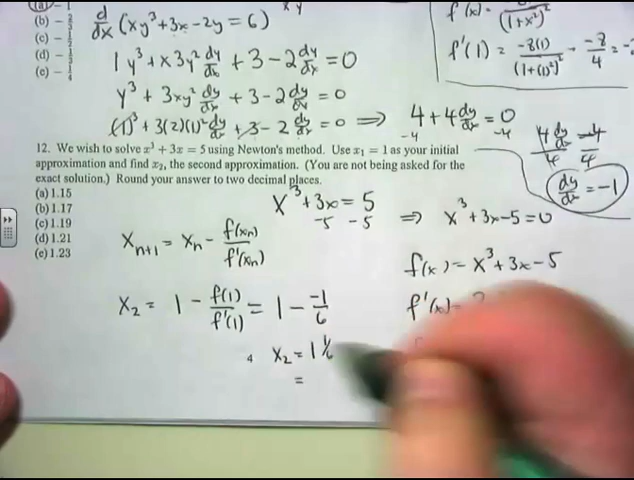 (a) -1
(b) -
(c) -
(d) -
(e) - 1/4
x y
d/dx (xy³ + 3x - 2y = 6)
1y³ + x3y² dy/dx + 3 - 2 dy/dx = 0
y³ + 3xy² dy/dx + 3 - 2 dy/dx = 0
(1)³ + 3(2)(1)² dy/dx + 3 - 2 dy/dx = 0 ⇒ 4 + 4 dy/dx = 0
-4 -4
4 dy/dx = -4
4 4
dy/dx = -1
f'(x) =
(1+x²)²
f'(1) = -8(1)/(1+(1)²)² = -8/4 = -2
12. We wish to solve x³ + 3x = 5 using Newton's method. Use x₁ = 1 as your initial
approximation and find x₂, the second approximation. (You are not being asked for the
exact solution.) Round your answer to two decimal places.
(a) 1.15
(b) 1.17
(c) 1.19
(d) 1.21
(e) 1.23
x³ + 3x = 5
-5 -5
⇒ x³ + 3x - 5 = 0
xₙ₊₁ = xₙ - f(xₙ)/f'(xₙ)
f(x) = x³ + 3x - 5
x₂ = 1 - f(1)/f'(1) = 1 - -1/6
f'(x) =
4 x₂ = 1 1/6
=